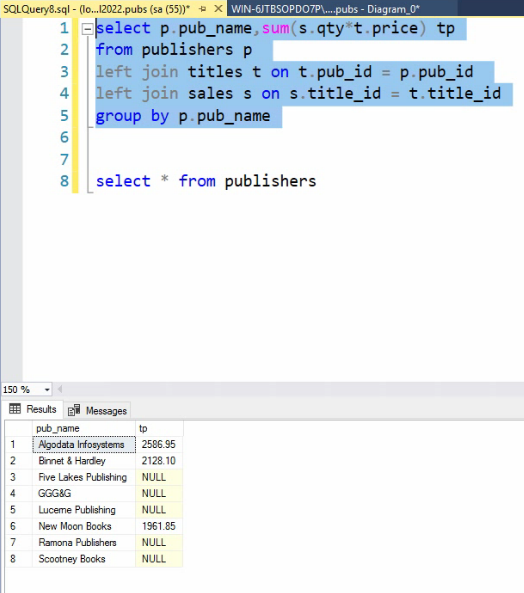 SQLQuery8.sql - (lo...l2022.pubs (sa (55))* WIN-6JTBSOPDO7P\....pubs - Diagram_0*
1 select p.pub_name,sum(s.qty*t.price) tp
2 from publishers p
3 left join titles t on t.pub_id = p.pub_id
4 left join sales s on s.title_id = t.title_id
5 group by p.pub_name
6
7
8 select * from publishers
150 %
Results Messages
pub_name tp
1 Algodata Infosystems 2586.95
2 Binnet & Hardley 2128.10
3 Five Lakes Publishing NULL
4 GGG&G NULL
5 Lucerne Publishing NULL
6 New Moon Books 1961.85
7 Ramona Publishers NULL
8 Scootney Books NULL